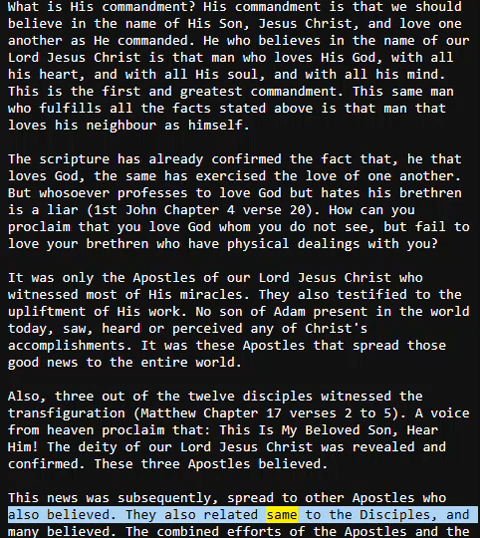 What is His commandment? His commandment is that we should
believe in the name of His Son, Jesus Christ, and love one
another as He commanded. He who believes in the name of our
Lord Jesus Christ is that man who loves His God, with all
his heart, and with all His soul, and with all his mind.
This is the first and greatest commandment. This same man
who fulfills all the facts stated above is that man that
loves his neighbour as himself.
The scripture has already confirmed the fact that, he that
loves God, the same has exercised the love of one another.
But whosoever professes to love God but hates his brethren
is a liar (1st John Chapter 4 verse 20). How can you
proclaim that you love God whom you do not see, but fail to
love your brethren who have physical dealings with you?
It was only the Apostles of our Lord Jesus Christ who
witnessed most of His miracles. They also testified to the
upliftment of His work. No son of Adam present in the world
today, saw, heard or perceived any of Christ's
accomplishments. It was these Apostles that spread those
good news to the entire world.
Also, three out of the twelve disciples witnessed the
transfiguration (Matthew Chapter 17 verses 2 to 5). A voice
from heaven proclaim that: This Is My Beloved Son, Hear
Him! The deity of our Lord Jesus Christ was revealed and
confirmed. These three Apostles believed.
This news was subsequently, spread to other Apostles who
also believed. They also related same to the Disciples, and
many believed. The combined efforts of the Apostles and the